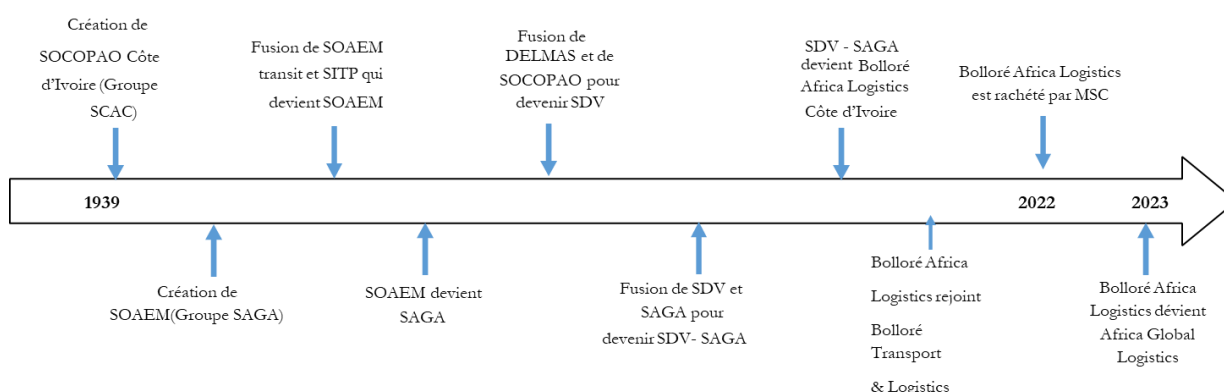 Création de
SOCOPAO Côte
d'Ivoire (Groupe
SCAC)
Fusion de SOAEM
transit et SITP qui
devient SOAEM
Fusion de
DELMAS et de
SOCOPAO pour
devenir SDV
SDV - SAGA
devient Bolloré
Africa Logistics
Côte d'Ivoire
Bolloré Africa Logistics
est rachété par MSC
1939
2022
2023
Création de
SOAEM(Groupe SAGA)
SOAEM devient
SAGA
Fusion de SDV et
SAGA pour
devenir SDV- SAGA
Bolloré Africa
Logistics rejoint
Bolloré
Transport
& Logistics
Bolloré Africa
Logistics dévient
Africa Global
Logistics